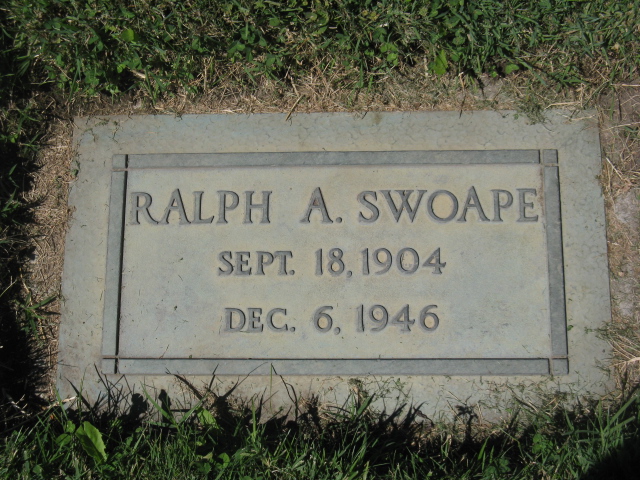 RALPH A. SWOAPE
SEPT. 18, 1904
DEC. 6, 1946